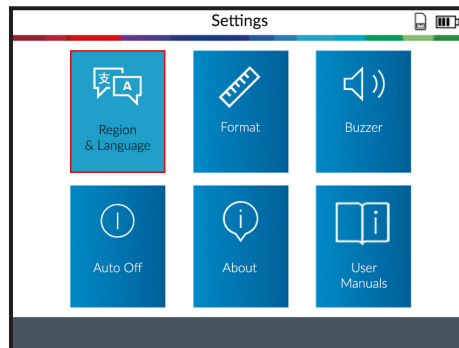 Settings
Region
& Language
Format
Buzzer
Auto Off
About
User
Manuals